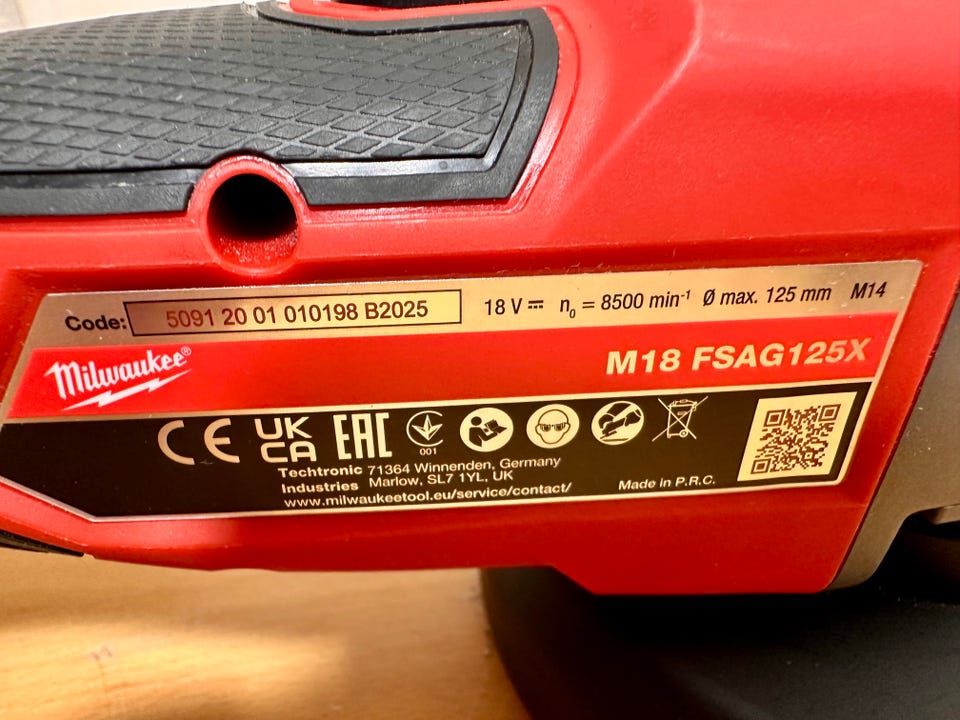 Code: 5091 20 01 010198 B2025 18 V ⎓ n₀ = 8500 min⁻¹ Ø max. 125 mm M14
Milwaukee® M18 FSAG125X
CE UK CA EAC 001
Techtronic 71364 Winnenden, Germany
Industries Marlow, SL7 1YL, UK
www.milwaukeetool.eu/service/contact/ Made in P.R.C.